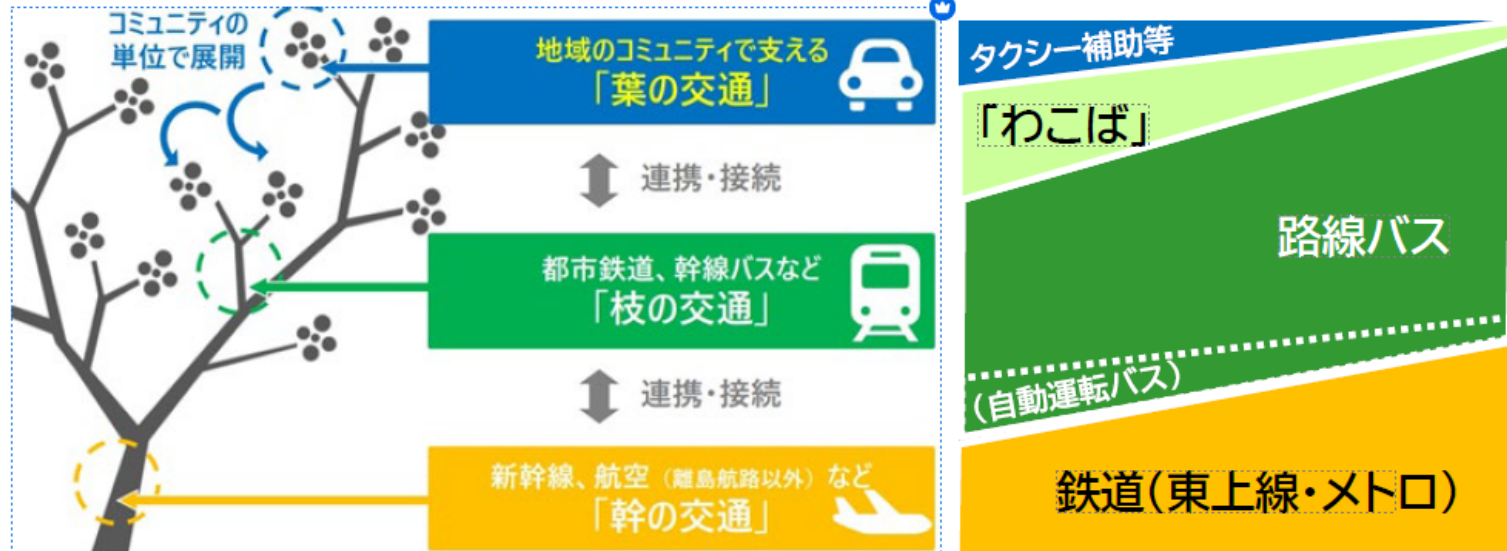 コミュニティの
単位で展開
地域のコミュニティで支える
「葉の交通」
連携・接続
都市鉄道、幹線バスなど
「枝の交通」
連携・接続
新幹線、航空（離島航路以外）など
「幹の交通」
タクシー補助等
「わこば」
路線バス
（自動運転バス）
鉄道（東上線・メトロ）